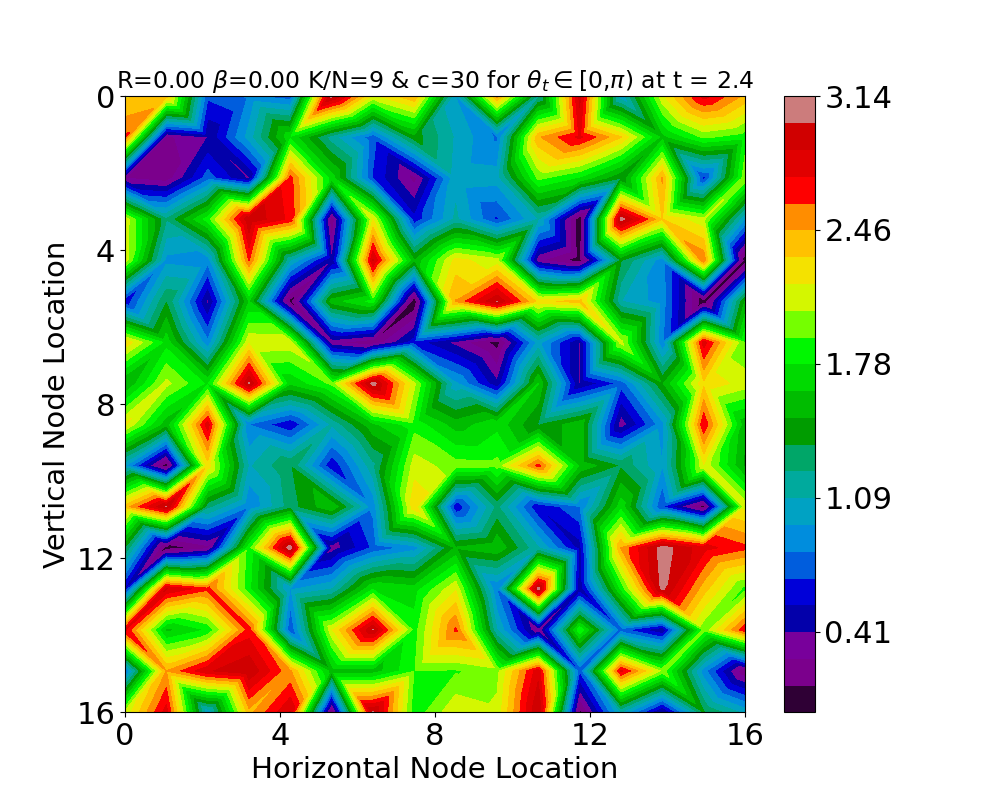 R=0.00 β=0.00 K/N=9 & c=30 for θ_t ∈ [0,π) at t = 2.4
0
4
8
12
16
Vertical Node Location
0 4 8 12 16
Horizontal Node Location
3.14
2.46
1.78
1.09
0.41